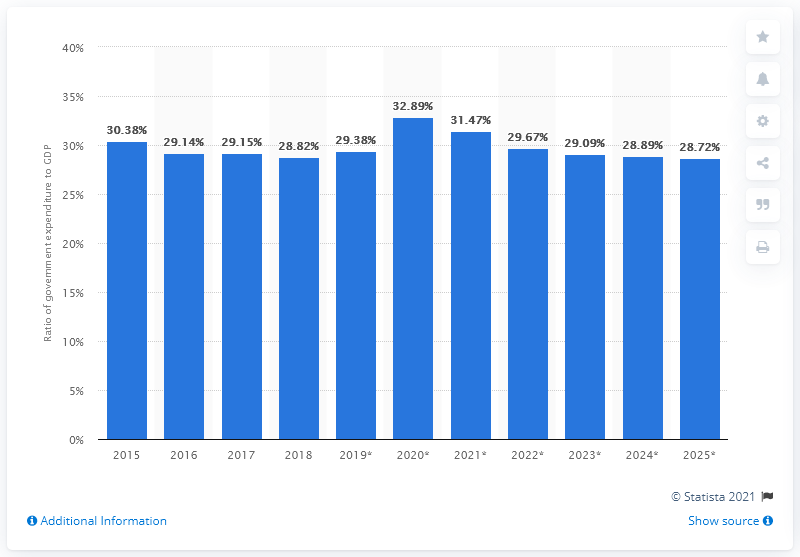 40%
35%
30%
25%
20%
15%
10%
5%
0%
Ratio of government expenditure to GDP
30.38% 29.14% 29.15% 28.82% 29.38% 32.89% 31.47% 29.67% 29.09% 28.89% 28.72%
2015 2016 2017 2018 2019* 2020* 2021* 2022* 2023* 2024* 2025*
© Statista 2021
Additional Information
Show source